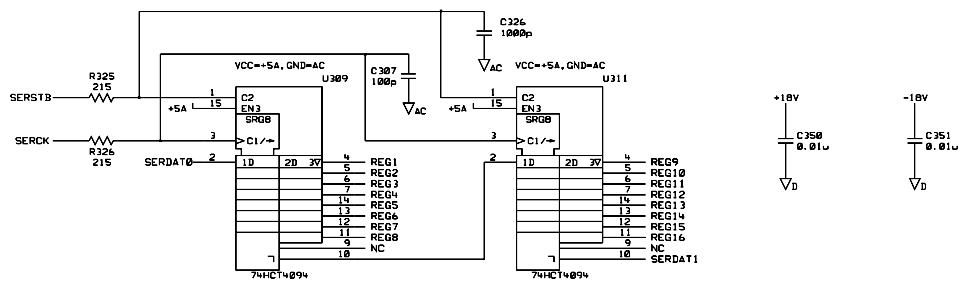 C326
1000p
AC
VCC=+5A, GND=AC
U309
C307
100p
AC
VCC=+5A, GND=AC
U311
R325
215
SERSTB
1
C2
+5A
15
EN3
SRG8
SERCK
R326
215
3
C1/→
SERDAT0
2
1D
2D
3∇
4
REG1
5
REG2
6
REG3
7
REG4
14
REG5
13
REG6
12
REG7
11
REG8
9
NC
10
74HCT4094
1
C2
+5A
15
EN3
SRG8
3
C1/→
2
1D
2D
3∇
4
REG9
5
REG10
6
REG11
7
REG12
14
REG13
13
REG14
12
REG15
11
REG16
9
NC
10
SERDAT1
74HCT4094
+18V
C350
0.01u
D
-18V
C351
0.01u
D